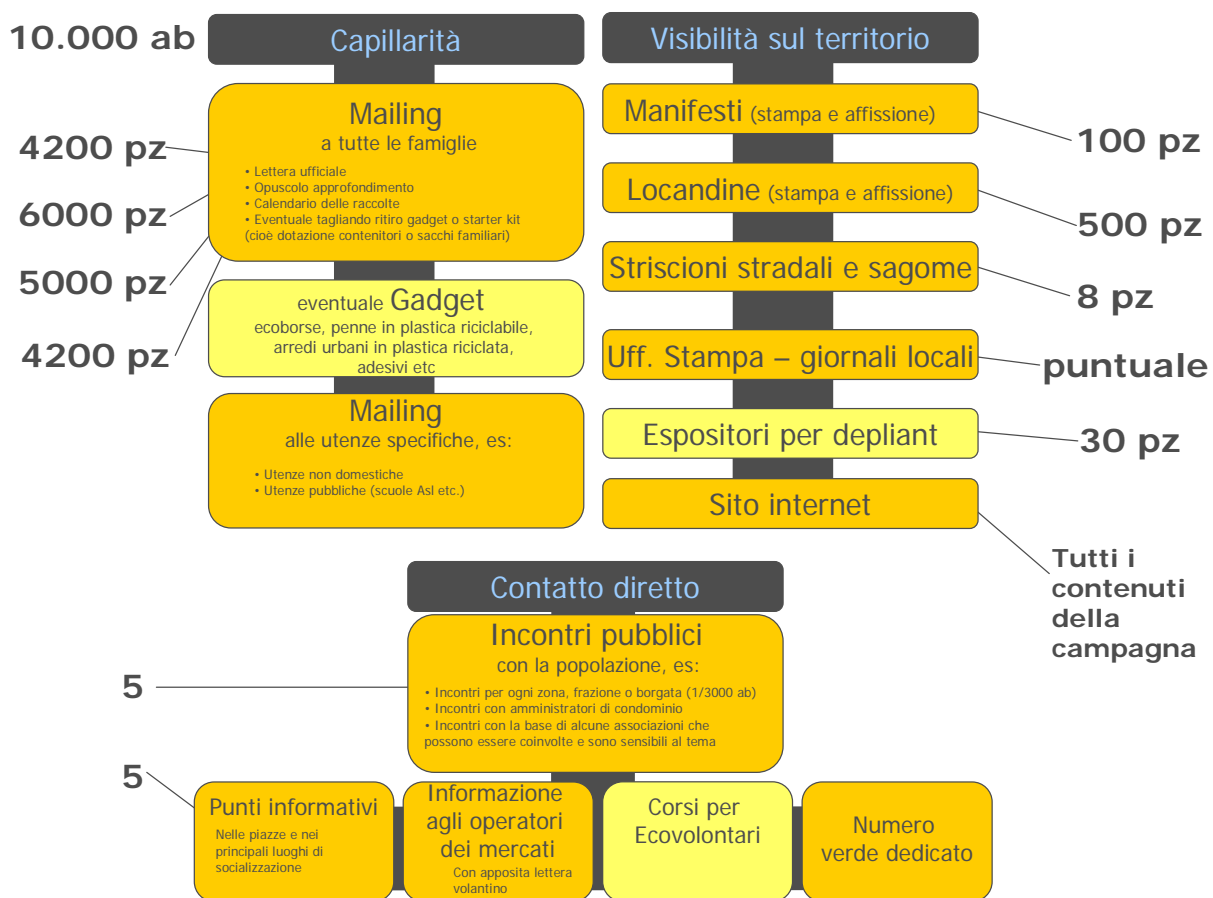 10.000 ab
Capillarità
Mailing
a tutte le famiglie
• Lettera ufficiale
• Opuscolo approfondimento
• Calendario delle raccolte
• Eventuale tagliando ritiro gadget o starter kit
(cioè dotazione contenitori o sacchi familiari)
4200 pz
6000 pz
5000 pz
4200 pz
eventuale Gadget
ecoborse, penne in plastica riciclabile,
arredi urbani in plastica riciclata,
adesivi etc
Mailing
alle utenze specifiche, es:
• Utenze non domestiche
• Utenze pubbliche (scuole Asl etc.)
Visibilità sul territorio
Manifesti (stampa e affissione)
100 pz
Locandine (stampa e affissione)
500 pz
Striscioni stradali e sagome
8 pz
Uff. Stampa – giornali locali
puntuale
Espositori per depliant
30 pz
Sito internet
Tutti i
contenuti
della
campagna
Contatto diretto
Incontri pubblici
con la popolazione, es:
• Incontri per ogni zona, frazione o borgata (1/3000 ab)
• Incontri con amministratori di condominio
• Incontri con la base di alcune associazioni che
possono essere coinvolte e sono sensibili al tema
5
5
Punti informativi
Nelle piazze e nei
principali luoghi di
socializzazione
Informazione
agli operatori
dei mercati
Con apposita lettera
volantino
Corsi per
Ecovolontari
Numero
verde dedicato